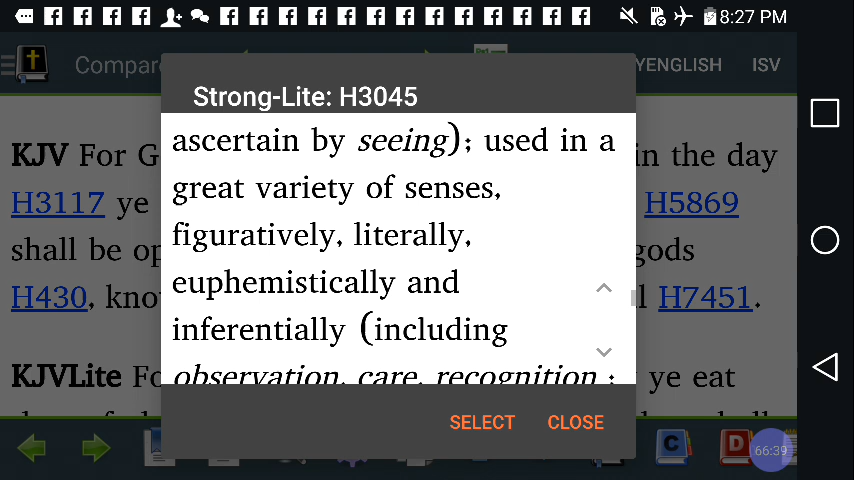 8:27 PM
Compar
YENGLISH ISV
Strong-Lite: H3045
ascertain by seeing); used in a
great variety of senses,
figuratively, literally,
euphemistically and
inferentially (including
observation, care, recognition ;
SELECT CLOSE
KJV For G in the day
H3117 ye H5869
shall be op gods
H430, kno l H7451.
KJVLite Fo ye eat
C D 66:39